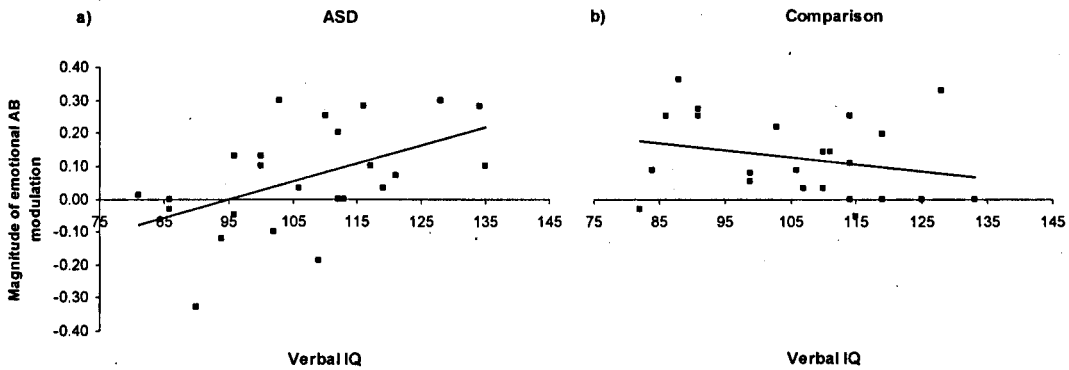 a) ASD
b) Comparison
Magnitude of emotional AB
modulation
0.40
0.30
0.20
0.10
0.00
-0.10
-0.20
-0.30
-0.40
75 85 95 105 115 125 135 145
75 85 95 105 115 125 135 145
Verbal IQ
Verbal IQ